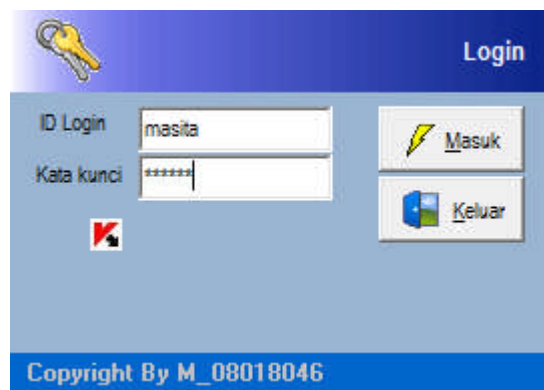 Login
ID Login masita Masuk
Kata kunci ****** Keluar
Copyright By M_08018046